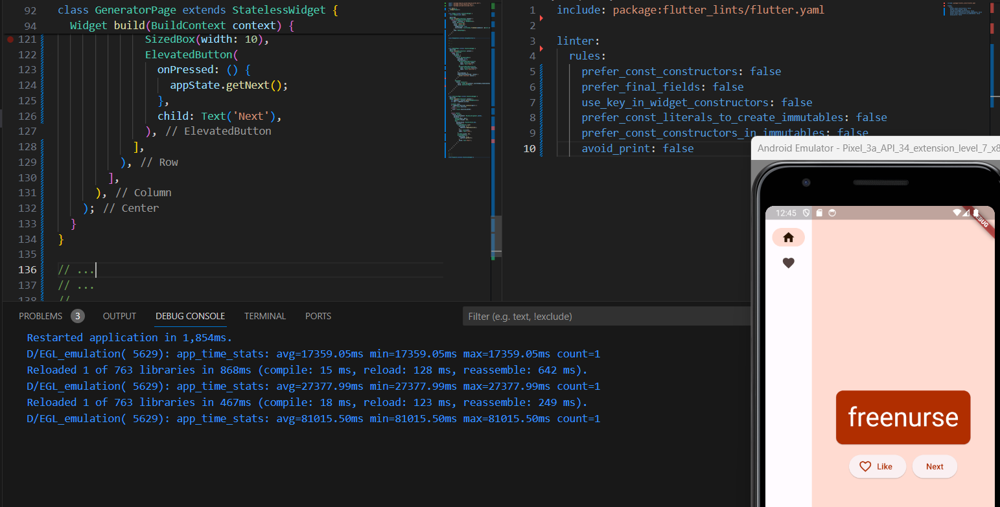 92 class GeneratorPage extends StatelessWidget {
94 Widget build(BuildContext context) {
121 SizedBox(width: 10),
122 ElevatedButton(
123 onPressed: () {
124 appState.getNext();
125 },
126 child: Text('Next'),
127 ), // ElevatedButton
128 ],
129 ), // Row
130 ],
131 ), // Column
132 ); // Center
133 }
134 }
135
136 // ...
137 // ...
138 //
1 include: package:flutter_lints/flutter.yaml
2
3 linter:
4 rules:
5 prefer_const_constructors: false
6 prefer_final_fields: false
7 use_key_in_widget_constructors: false
8 prefer_const_literals_to_create_immutables: false
9 prefer_const_constructors_in_immutables: false
10 avoid_print: false
PROBLEMS 3 OUTPUT DEBUG CONSOLE TERMINAL PORTS Filter (e.g. text, !exclude)
Restarted application in 1,854ms.
D/EGL_emulation( 5629): app_time_stats: avg=17359.05ms min=17359.05ms max=17359.05ms count=1
Reloaded 1 of 763 libraries in 868ms (compile: 15 ms, reload: 128 ms, reassemble: 642 ms).
D/EGL_emulation( 5629): app_time_stats: avg=27377.99ms min=27377.99ms max=27377.99ms count=1
Reloaded 1 of 763 libraries in 467ms (compile: 18 ms, reload: 123 ms, reassemble: 249 ms).
D/EGL_emulation( 5629): app_time_stats: avg=81015.50ms min=81015.50ms max=81015.50ms count=1
Android Emulator - Pixel_3a_API_34_extension_level_7_x8
12:45
freenurse
Like Next